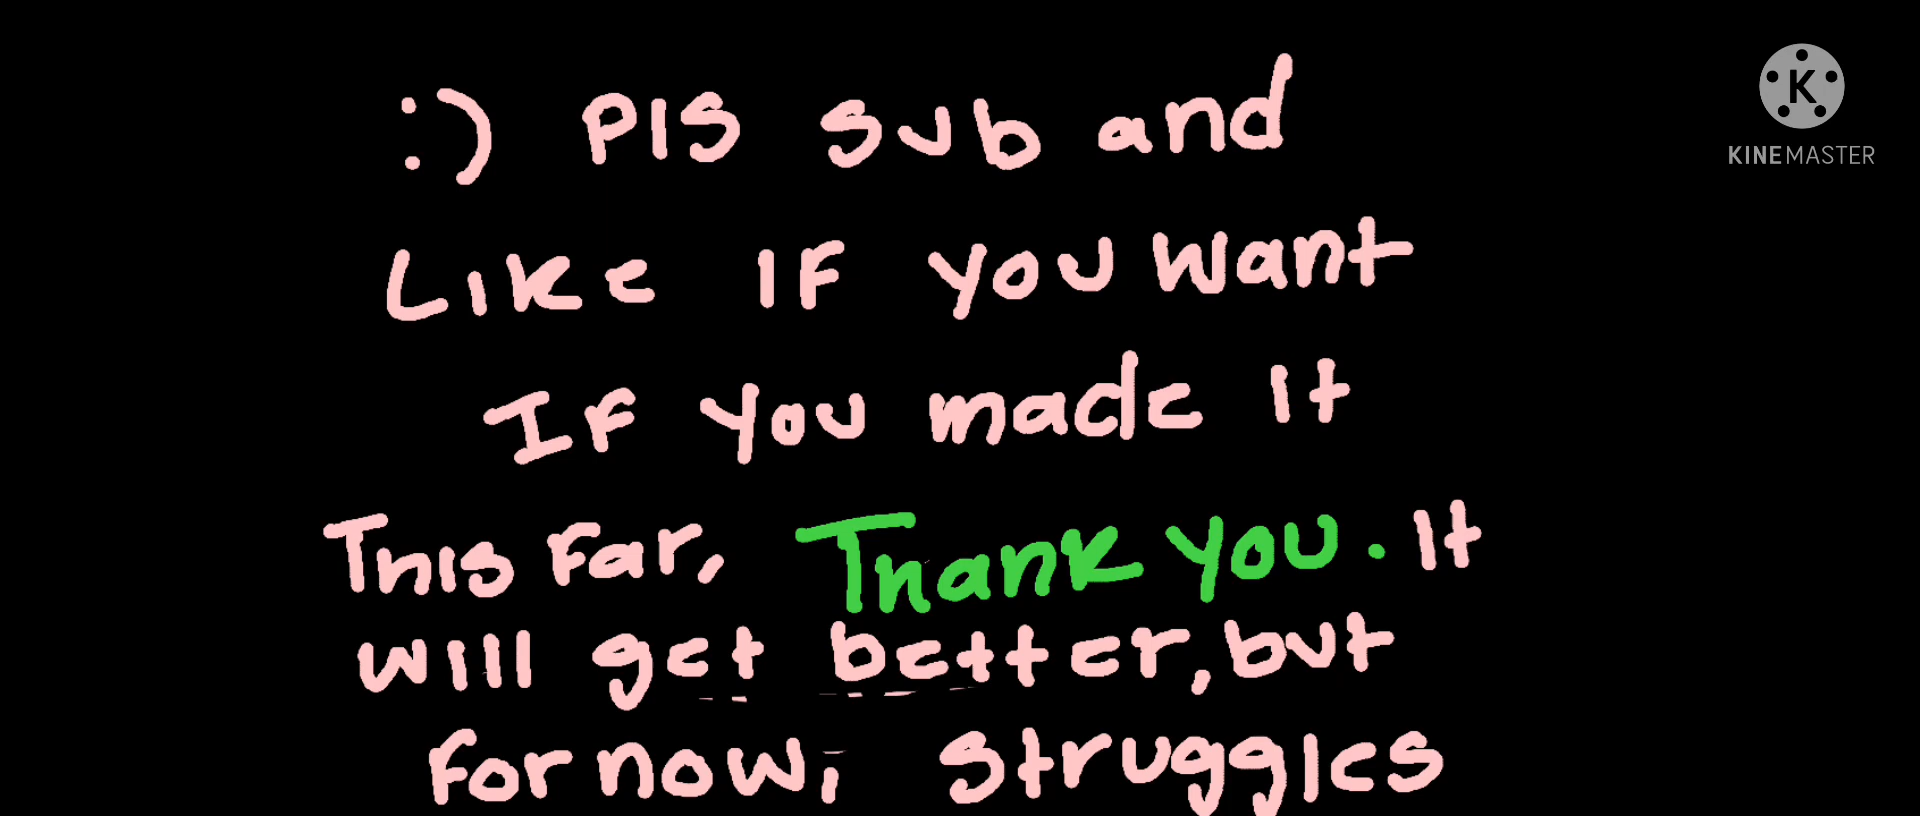 :) Pls sub and
Like if you want
If you made it
This far, Thank you. It
will get better, but
for now, struggles
KINEMASTER